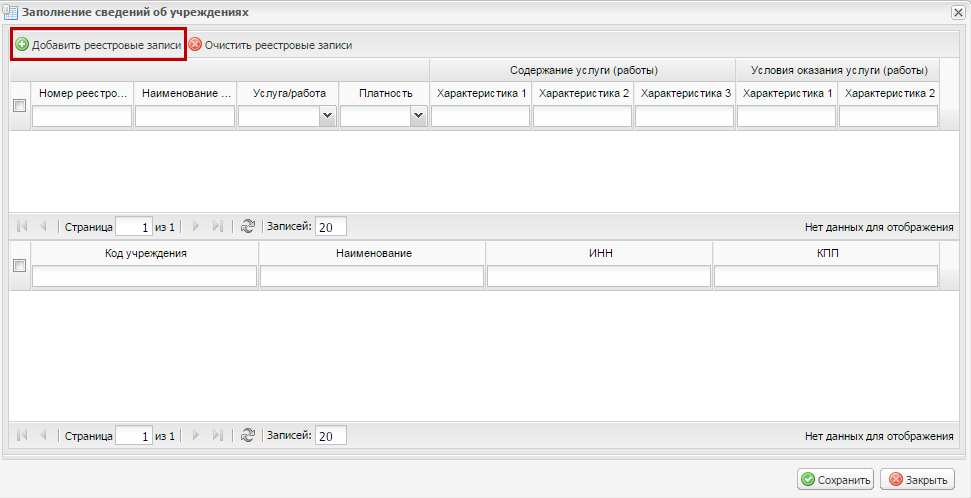 Заполнение сведений об учреждениях
Добавить реестровые записи Очистить реестровые записи
Содержание услуги (работы) Условия оказания услуги (работы)
Номер реестро... Наименование ... Услуга/работа Платность Характеристика 1 Характеристика 2 Характеристика 3 Характеристика 1 Характеристика 2
Страница 1 из 1 Записей: 20 Нет данных для отображения
Код учреждения Наименование ИНН КПП
Страница 1 из 1 Записей: 20 Нет данных для отображения
Сохранить Закрыть